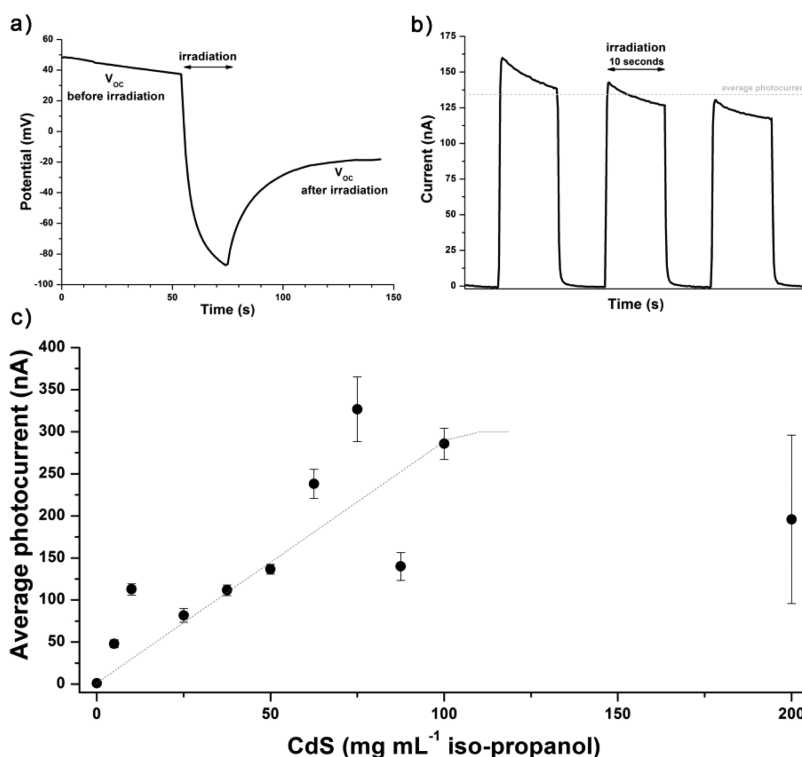 a)
60
40
20
0
-20
-40
-60
-80
-100
Potential (mV)
irradiation
V_OC
before irradiation
V_OC
after irradiation
0
50
100
150
Time (s)
b)
175
150
125
100
75
50
25
0
Current (nA)
irradiation
10 seconds
average photocurrent
Time (s)
c)
400
350
300
250
200
150
100
50
0
Average photocurrent (nA)
0
50
100
150
200
CdS (mg mL⁻¹ iso-propanol)